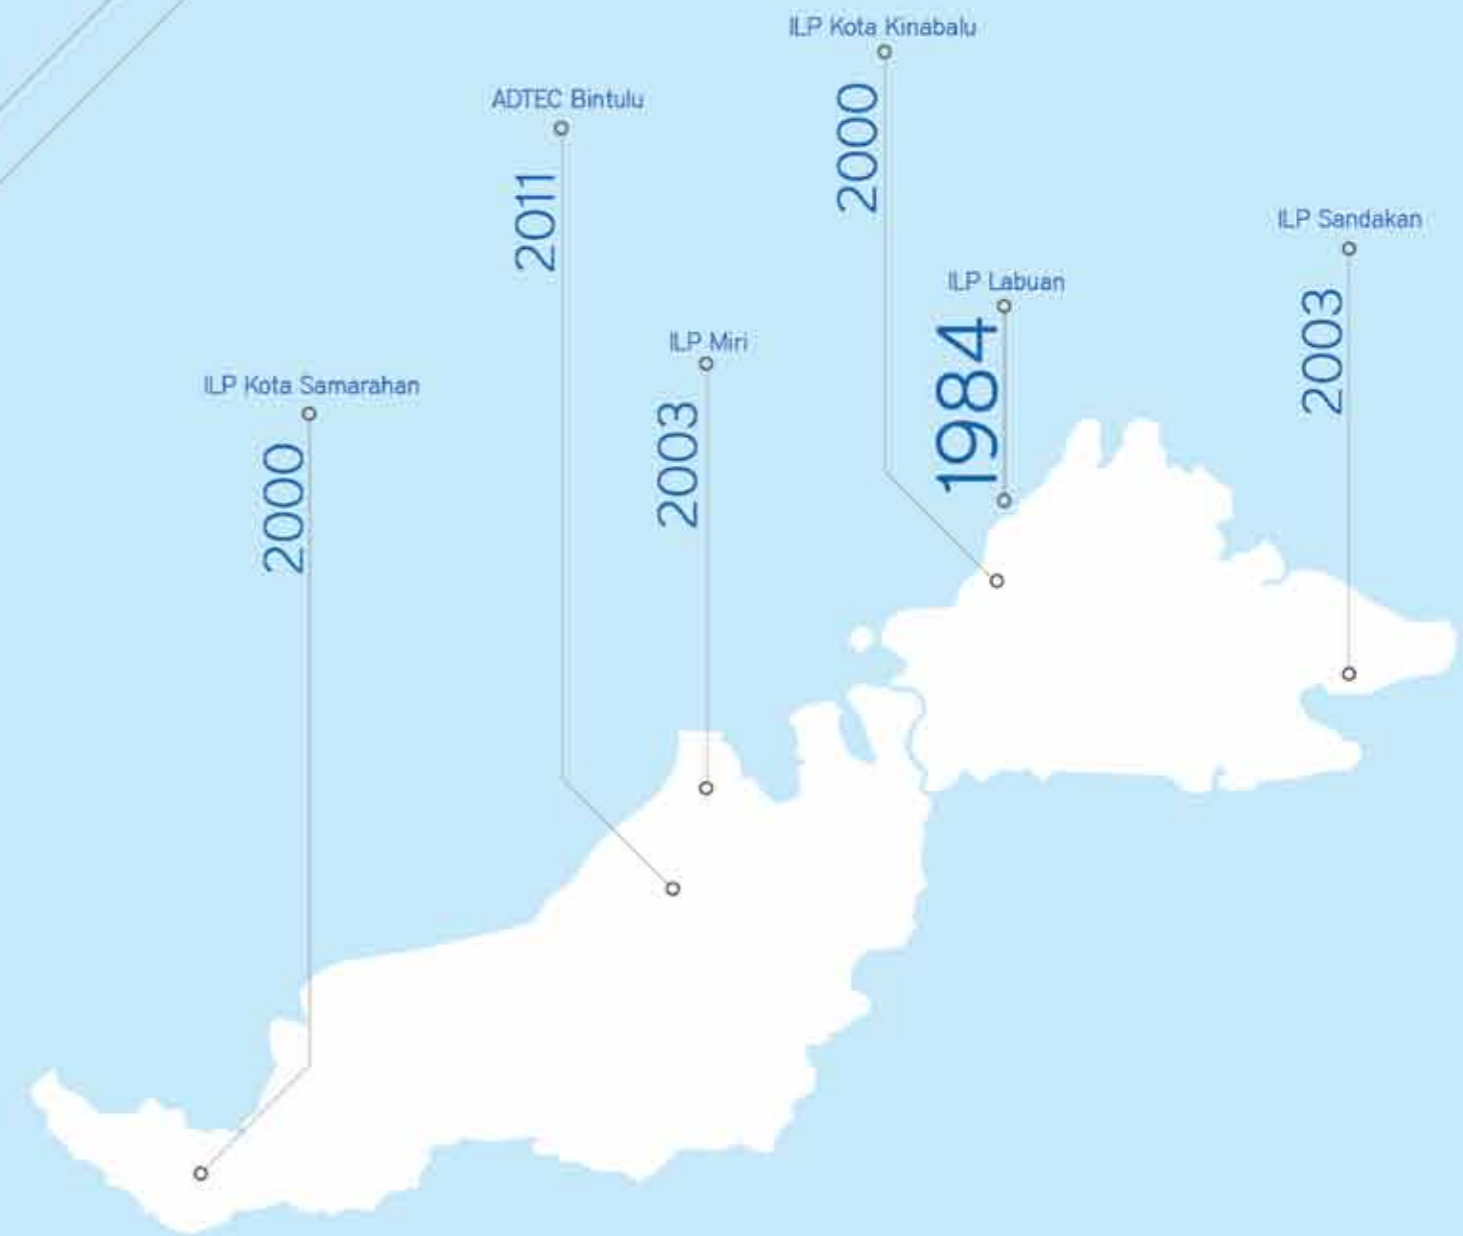 ILP Kota Kinabalu
2000
ADTEC Bintulu
2011
ILP Sandakan
2003
ILP Labuan
1984
ILP Miri
2003
ILP Kota Samarahan
2000